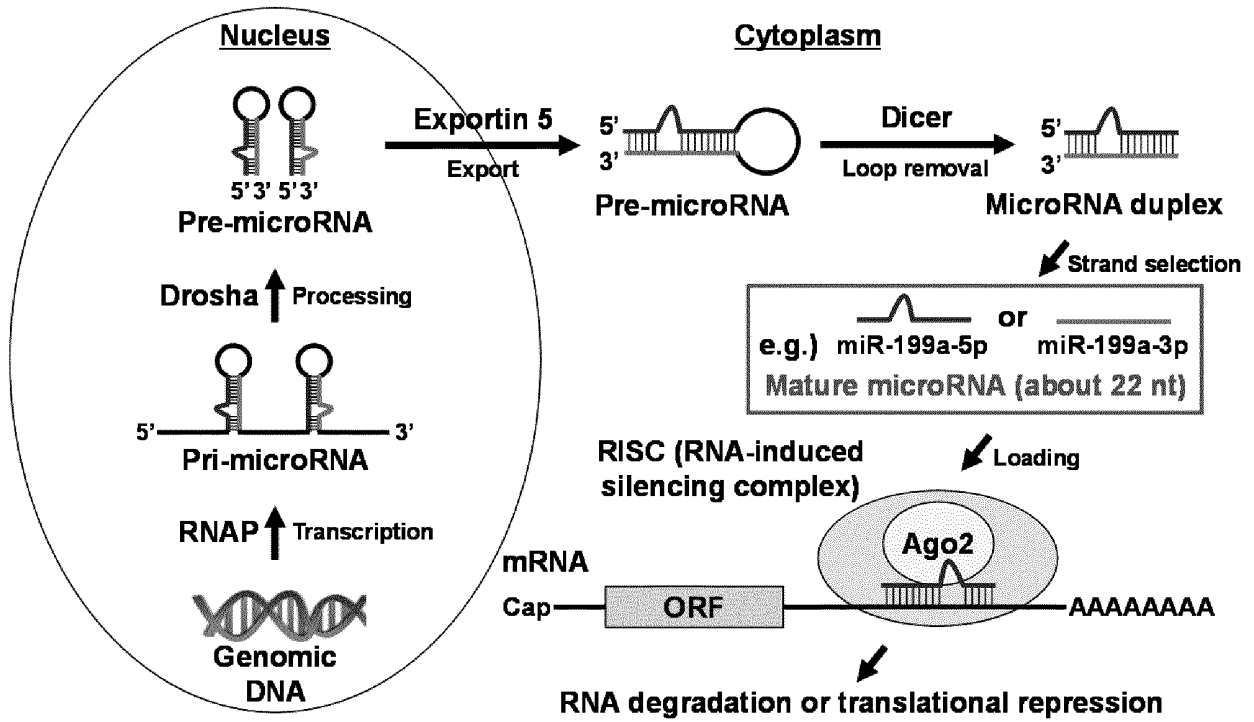 Nucleus
Cytoplasm
5' 3' 5' 3'
Pre-microRNA
Exportin 5
Export
5'
3'
Pre-microRNA
Dicer
Loop removal
5'
3'
MicroRNA duplex
Strand selection
Drosha
Processing
e.g.)
miR-199a-5p
or
miR-199a-3p
Mature microRNA (about 22 nt)
5'
3'
Pri-microRNA
RISC (RNA-induced
silencing complex)
Loading
RNAP
Transcription
Ago2
mRNA
Cap
ORF
AAAAAAAA
Genomic
DNA
RNA degradation or translational repression